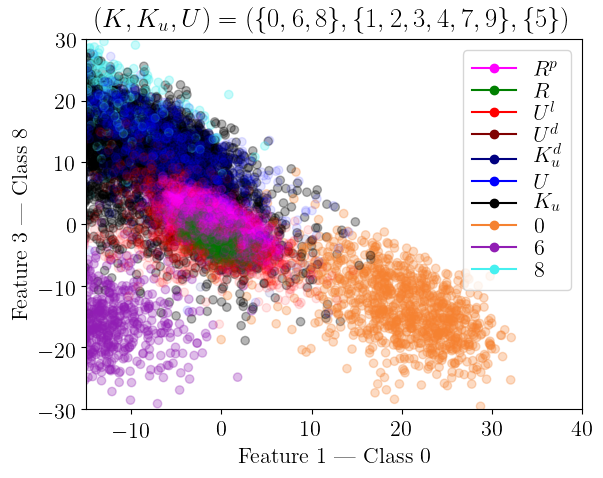 (K, K_u, U) = ({0, 6, 8}, {1, 2, 3, 4, 7, 9}, {5})
30
20
10
0
−10
−20
−30
Feature 3 — Class 8
R^p
R
U^l
U^d
K_u^d
U
K_u
0
6
8
−10
0
10
20
30
40
Feature 1 — Class 0